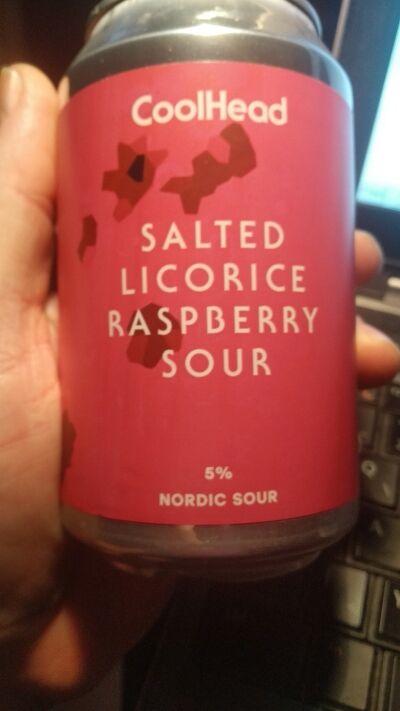 CoolHead
SALTED
LICORICE
RASPBERRY
SOUR
5%
NORDIC SOUR